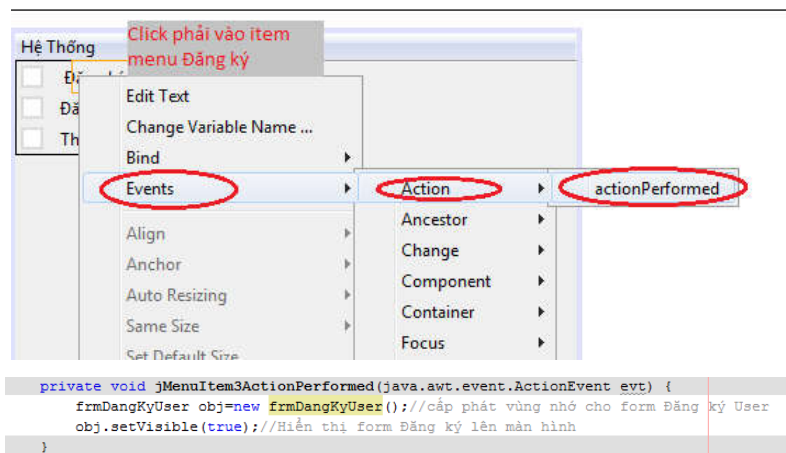 Click phải vào item
menu Đăng ký
Hệ Thống
Edit Text
Change Variable Name ...
Bind
Events
Align
Anchor
Auto Resizing
Same Size
Set Default Size
Action
Ancestor
Change
Component
Container
Focus
actionPerformed
private void jMenuItem3ActionPerformed(java.awt.event.ActionEvent evt) {
frmDangKyUser obj=new frmDangKyUser();//cấp phát vùng nhớ cho form Đăng ký User
obj.setVisible(true);//Hiển thị form Đăng ký lên màn hình
}